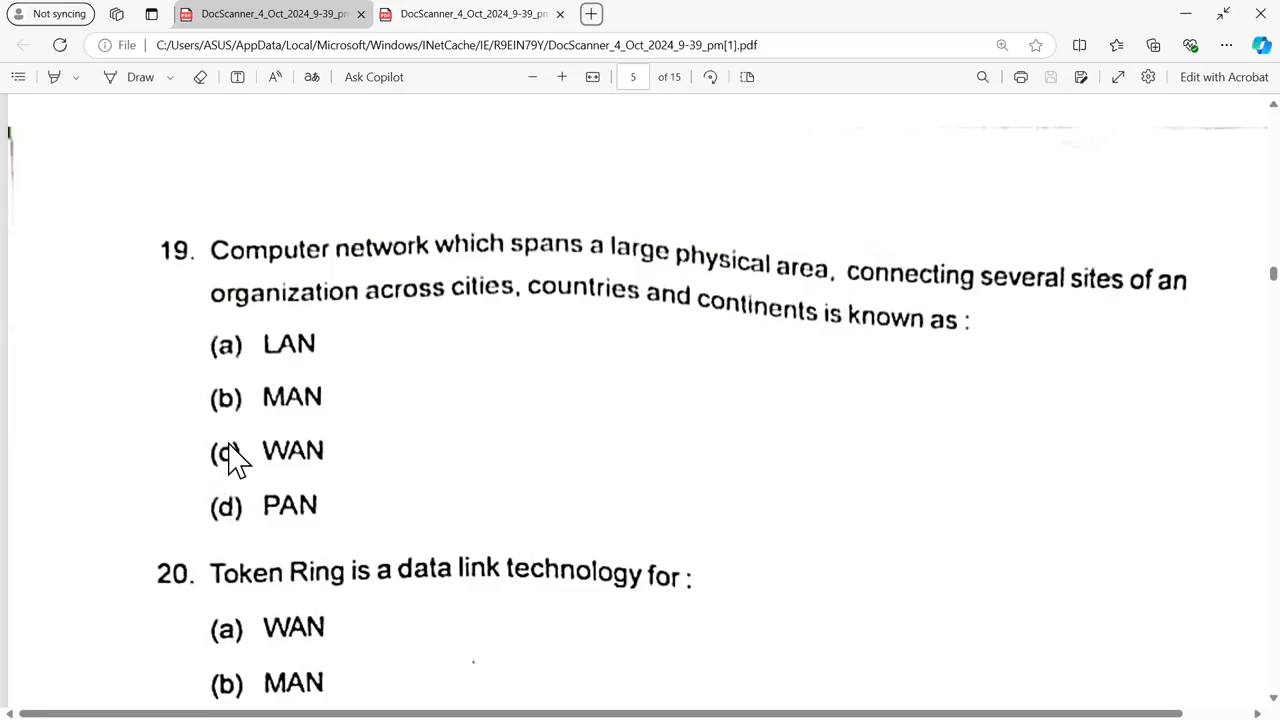 Not syncing
DocScanner_4_Oct_2024_9-39_pm
DocScanner_4_Oct_2024_9-39_pm
File C:/Users/ASUS/AppData/Local/Microsoft/Windows/INetCache/IE/R9EIN79Y/DocScanner_4_Oct_2024_9-39_pm[1].pdf
Draw Ask Copilot 5 of 15 Edit with Acrobat
19. Computer network which spans a large physical area, connecting several sites of an
organization across cities, countries and continents is known as :
(a) LAN
(b) MAN
(c) WAN
(d) PAN
20. Token Ring is a data link technology for :
(a) WAN
(b) MAN